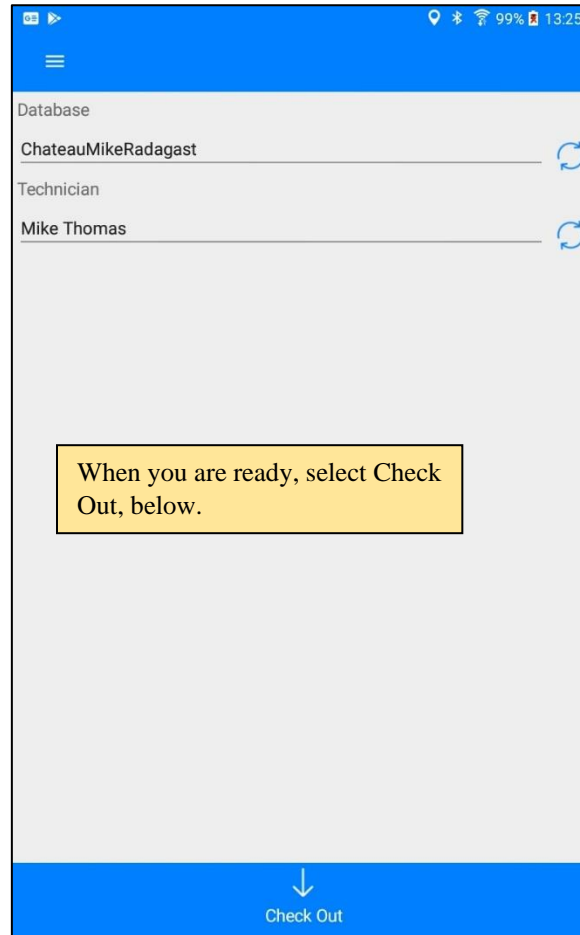 99% 13:25
Database
ChateauMikeRadagast
Technician
Mike Thomas
When you are ready, select Check
Out, below.
Check Out